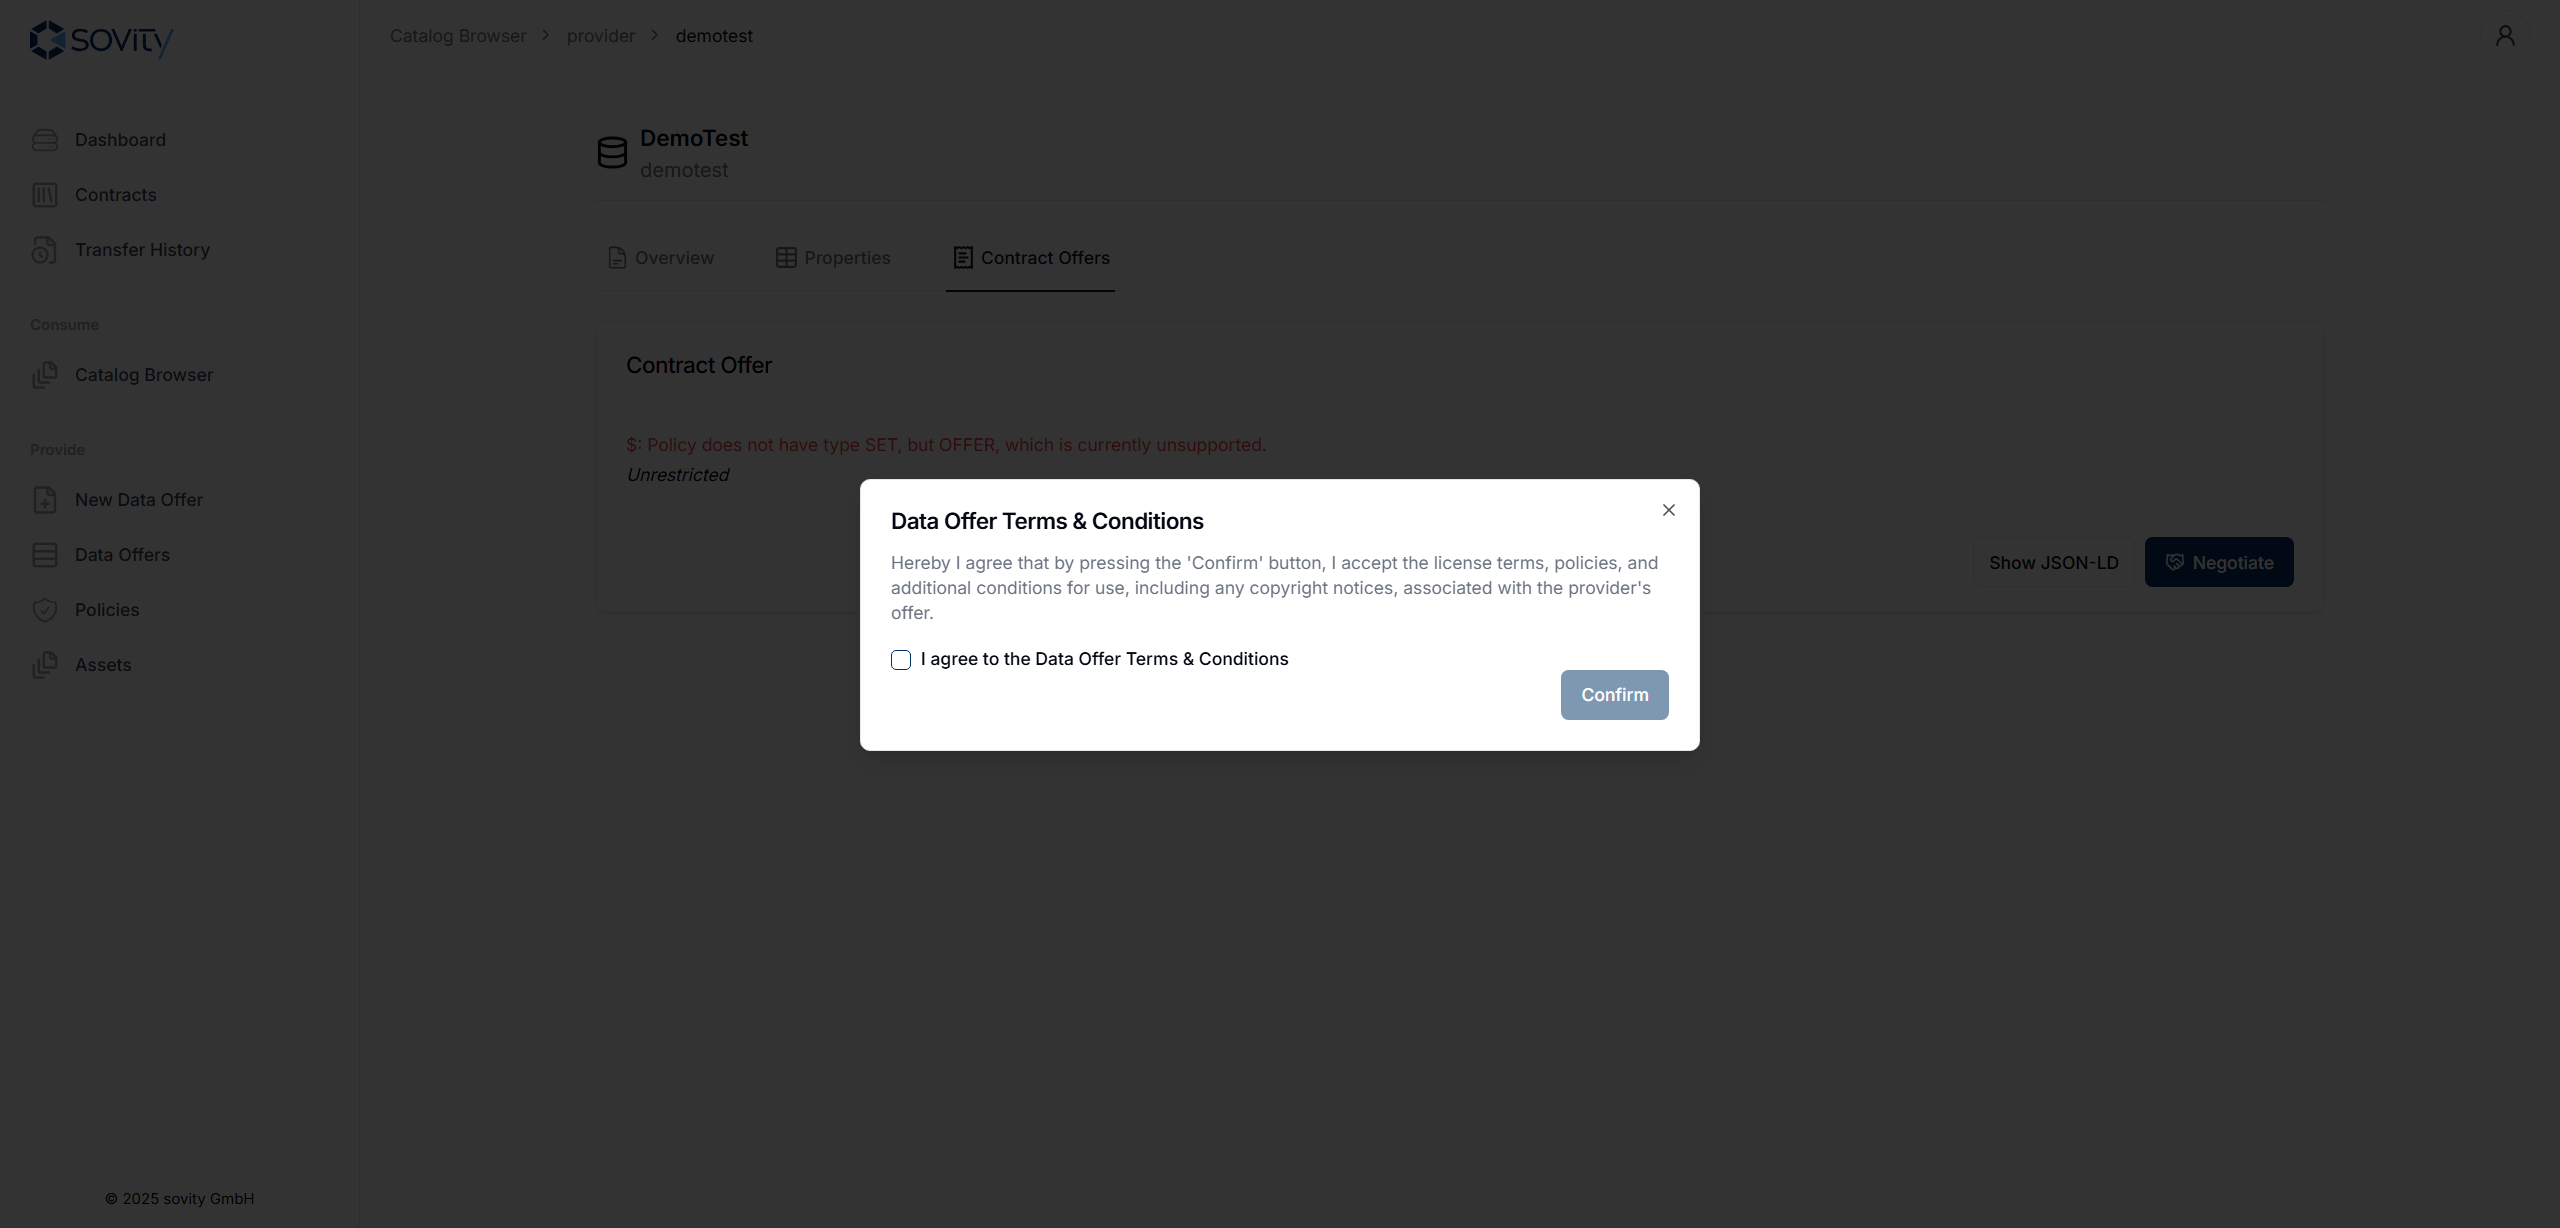 sovity
Catalog Browser > provider > demotest
Dashboard
Contracts
Transfer History
Consume
Catalog Browser
Provide
New Data Offer
Data Offers
Policies
Assets
© 2025 sovity GmbH
DemoTest
demotest
Overview
Properties
Contract Offers
Contract Offer
$: Policy does not have type SET, but OFFER, which is currently unsupported.
Unrestricted
Show JSON-LD
Negotiate
Data Offer Terms & Conditions
Hereby I agree that by pressing the 'Confirm' button, I accept the license terms, policies, and
additional conditions for use, including any copyright notices, associated with the provider's
offer.
I agree to the Data Offer Terms & Conditions
Confirm